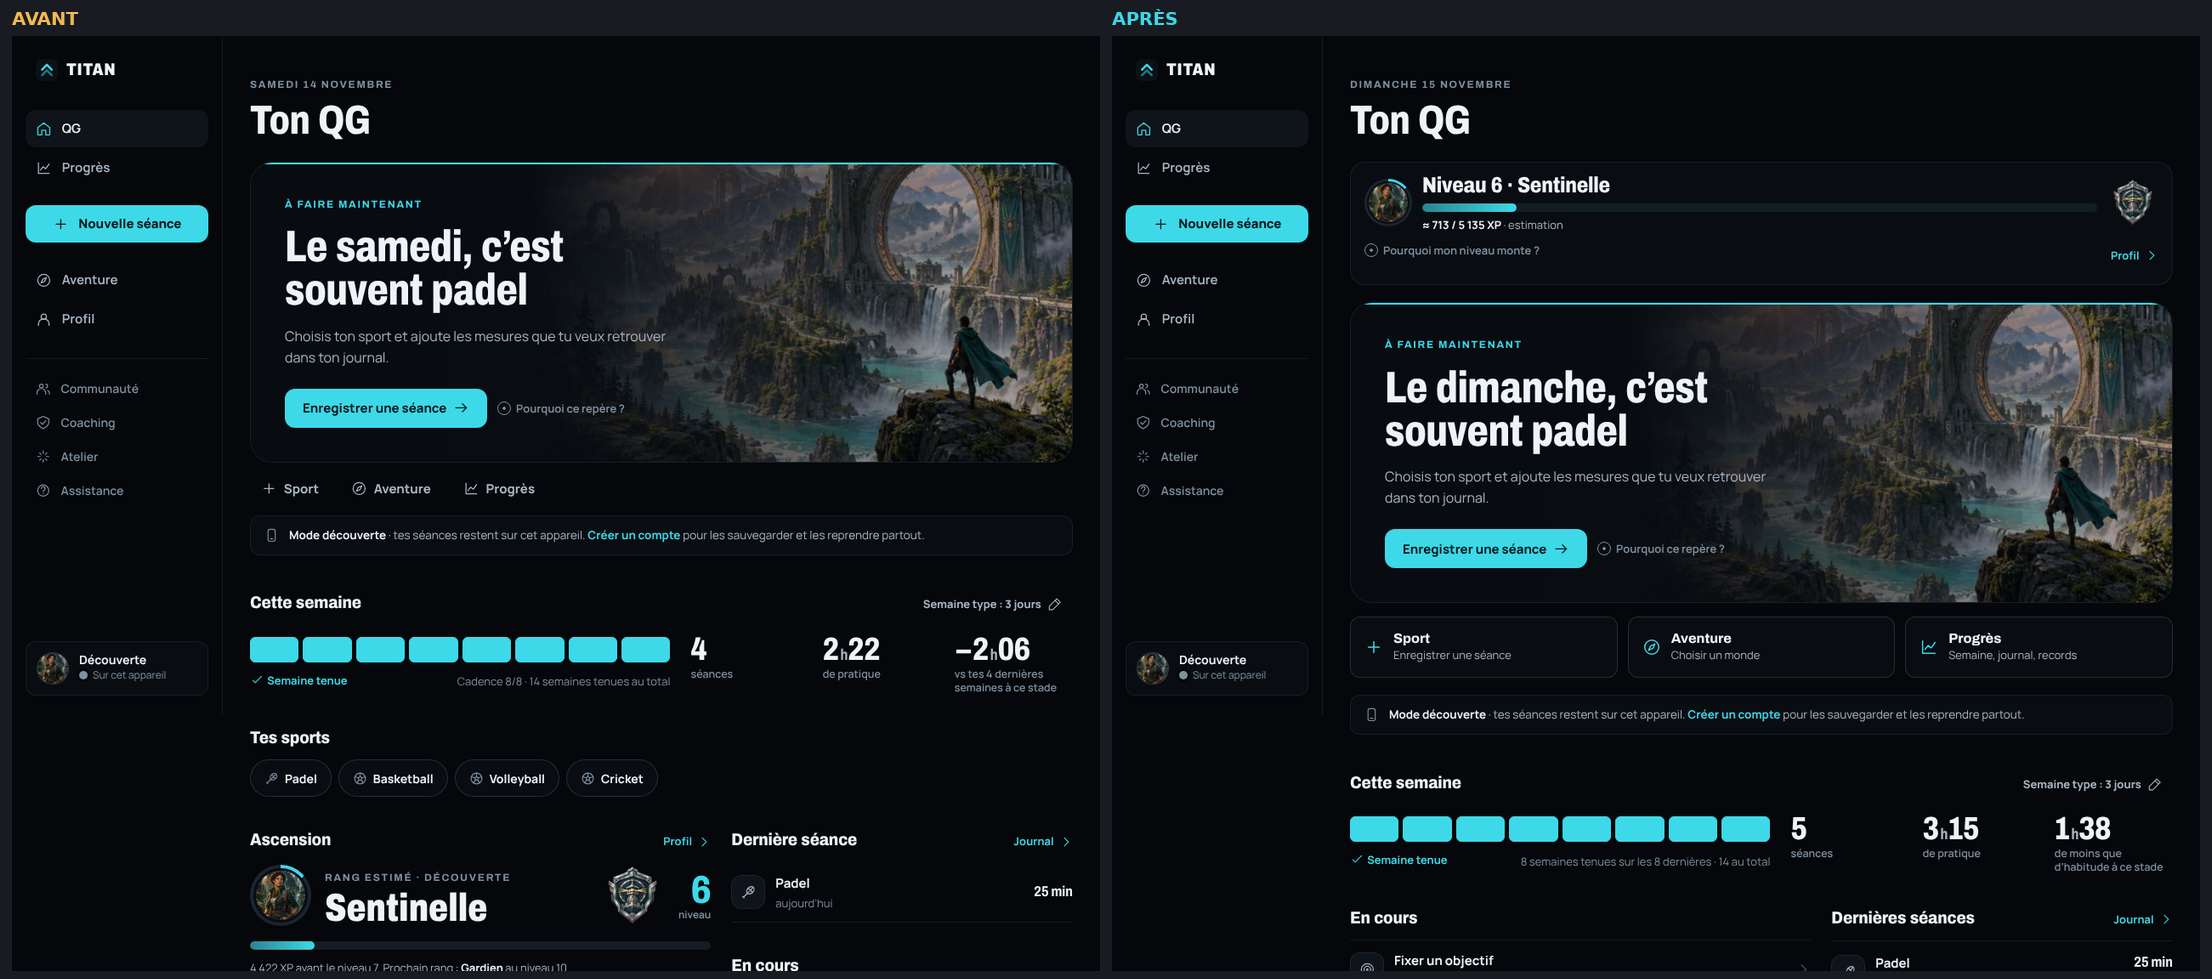 AVANT
TITAN
QG
Progrès
Nouvelle séance
Aventure
Profil
Communauté
Coaching
Atelier
Assistance
Découverte
Sur cet appareil
SAMEDI 14 NOVEMBRE
Ton QG
À FAIRE MAINTENANT
Le samedi, c’est
souvent padel
Choisis ton sport et ajoute les mesures que tu veux retrouver
dans ton journal.
Enregistrer une séance
Pourquoi ce repère ?
Sport
Aventure
Progrès
Mode découverte · tes séances restent sur cet appareil. Créer un compte pour les sauvegarder et les reprendre partout.
Cette semaine
Semaine type : 3 jours
Semaine tenue
Cadence 8/8 · 14 semaines tenues au total
4
séances
2h22
de pratique
−2h06
vs tes 4 dernières
semaines à ce stade
Tes sports
Padel
Basketball
Volleyball
Cricket
Ascension
Profil
RANG ESTIMÉ · DÉCOUVERTE
Sentinelle
6
niveau
4 422 XP avant le niveau 7. Prochain rang : Gardien au niveau 10
Dernière séance
Journal
Padel
aujourd’hui
25 min
En cours
APRÈS
TITAN
QG
Progrès
Nouvelle séance
Aventure
Profil
Communauté
Coaching
Atelier
Assistance
Découverte
Sur cet appareil
DIMANCHE 15 NOVEMBRE
Ton QG
Niveau 6 · Sentinelle
≈ 713 / 5 135 XP · estimation
Pourquoi mon niveau monte ?
Profil
À FAIRE MAINTENANT
Le dimanche, c’est
souvent padel
Choisis ton sport et ajoute les mesures que tu veux retrouver
dans ton journal.
Enregistrer une séance
Pourquoi ce repère ?
Sport
Enregistrer une séance
Aventure
Choisir un monde
Progrès
Semaine, journal, records
Mode découverte · tes séances restent sur cet appareil. Créer un compte pour les sauvegarder et les reprendre partout.
Cette semaine
Semaine type : 3 jours
Semaine tenue
8 semaines tenues sur les 8 dernières · 14 au total
5
séances
3h15
de pratique
1h38
de moins que
d’habitude à ce stade
En cours
Fixer un objectif
Dernières séances
Journal
Padel
25 min